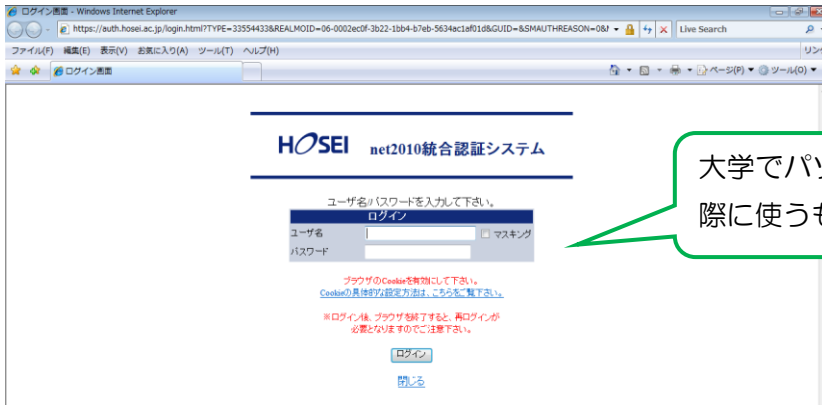 ログイン画面 - Windows Internet Explorer
https://auth.hosei.ac.jp/login.html?TYPE=33554433&REALMOID=06-0002ec0f-3b22-1bb4-b7eb-5634ac1af01d&GUID=&SMAUTHREASON=0&
Live Search
ファイル(F) 編集(E) 表示(V) お気に入り(A) ツール(T) ヘルプ(H)
リン
ログイン画面
ページ(P) ツール(O)
HOSEI net2010統合認証システム
ユーザ名/パスワードを入力して下さい。
ログイン
ユーザ名 マスキング
パスワード
ブラウザのCookieを有効にして下さい。
Cookieの具体的な設定方法は、こちらをご覧下さい。
※ログイン後、ブラウザを終了すると、再ログインが
必要となりますのでご注意下さい。
ログイン
閉じる
大学でパソ
際に使うも